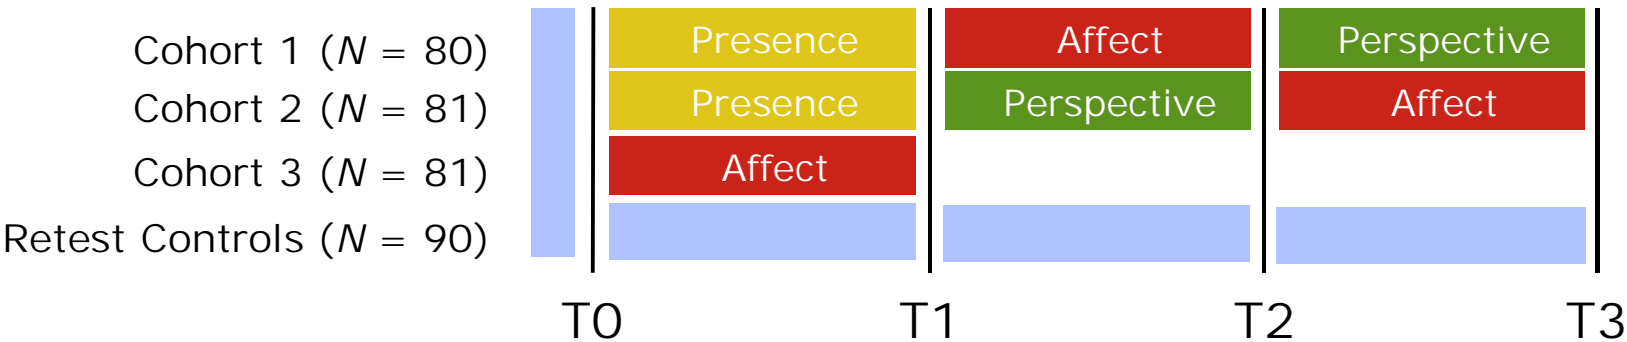 Cohort 1 (N = 80) Presence Affect Perspective
Cohort 2 (N = 81) Presence Perspective Affect
Cohort 3 (N = 81) Affect
Retest Controls (N = 90)
T0 T1 T2 T3